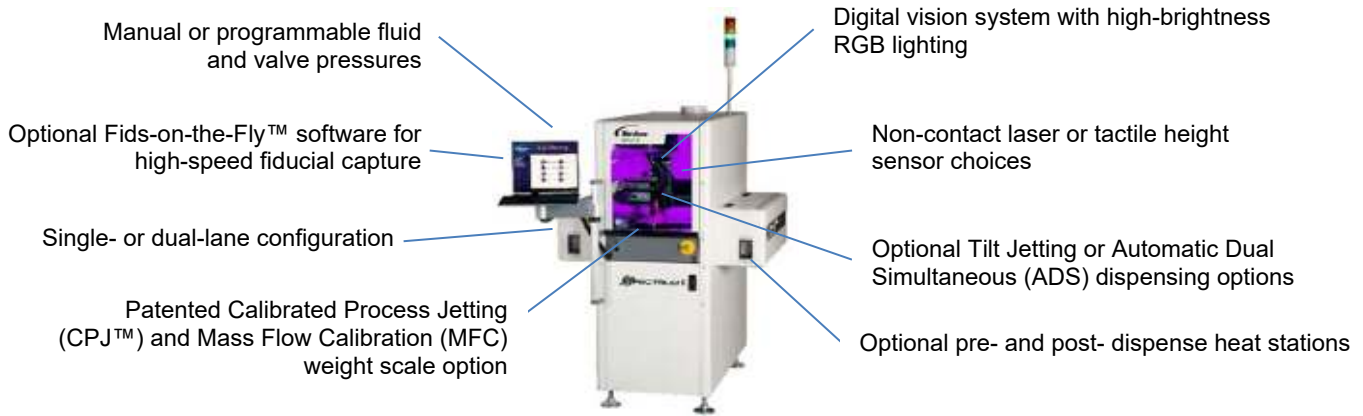 Manual or programmable fluid
and valve pressures
Optional Fids-on-the-Fly™ software for
high-speed fiducial capture
Single- or dual-lane configuration
Patented Calibrated Process Jetting
(CPJ™) and Mass Flow Calibration (MFC)
weight scale option
Digital vision system with high-brightness
RGB lighting
Non-contact laser or tactile height
sensor choices
Optional Tilt Jetting or Automatic Dual
Simultaneous (ADS) dispensing options
Optional pre- and post- dispense heat stations